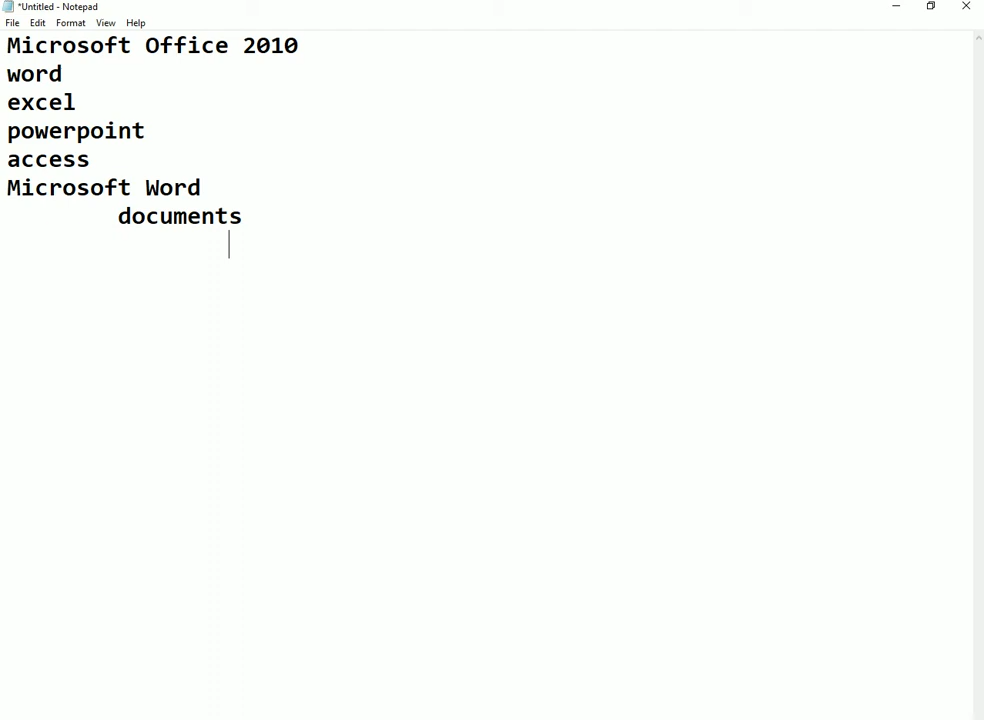 *Untitled - Notepad
File Edit Format View Help
Microsoft Office 2010
word
excel
powerpoint
access
Microsoft Word
documents